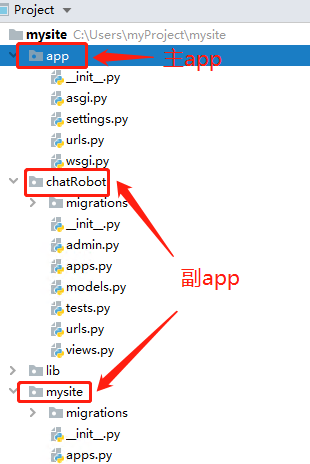 Project
mysite C:\Users\myProject\mysite
app 主app
__init__.py
asgi.py
settings.py
urls.py
wsgi.py
chatRobot
migrations
__init__.py
admin.py
副app
apps.py
models.py
tests.py
urls.py
views.py
lib
mysite
migrations
__init__.py
apps.py